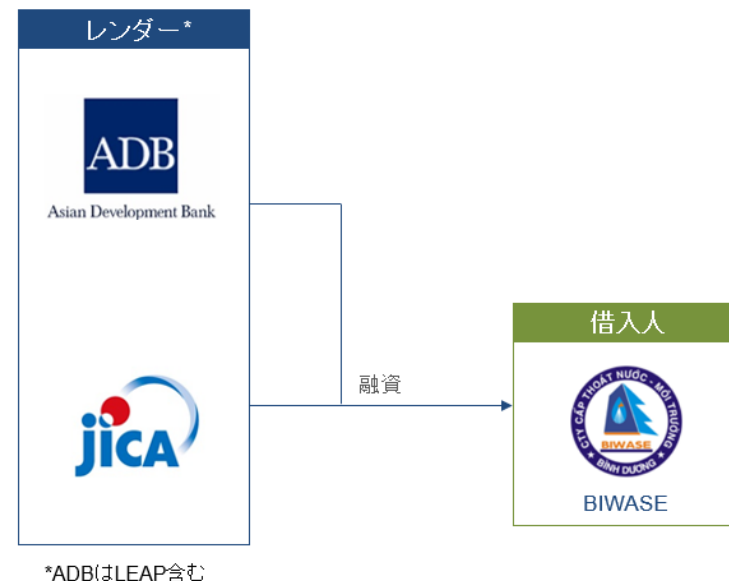 レンダー*
ADB
Asian Development Bank
jica
融資
借入人
CTY CẤP THOÁT NƯỚC - MÔI TRƯỜNG
BIWASE
BÌNH DƯƠNG
BIWASE
*ADBはLEAP含む